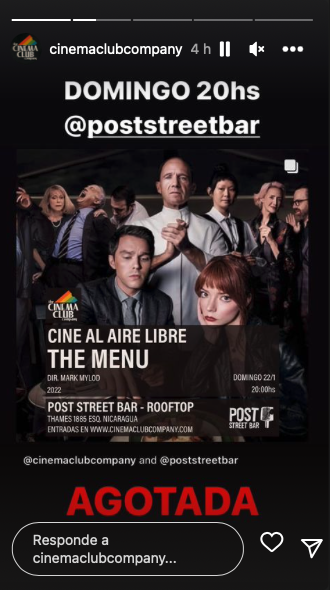 cinemaclubcompany 4 h
DOMINGO 20hs
@poststreetbar
the
CINEMA
CLUB
company
CINE AL AIRE LIBRE
THE MENU
DIR. MARK MYLOD
DOMINGO 22/1
2022
20:00hs
POST STREET BAR - ROOFTOP
THAMES 1885 ESQ. NICARAGUA
ENTRADAS EN WWW.CINEMACLUBCOMPANY.COM
POST
STREET BAR
@cinemaclubcompany and @poststreetbar
AGOTADA
Responde a
cinemaclubcompany...